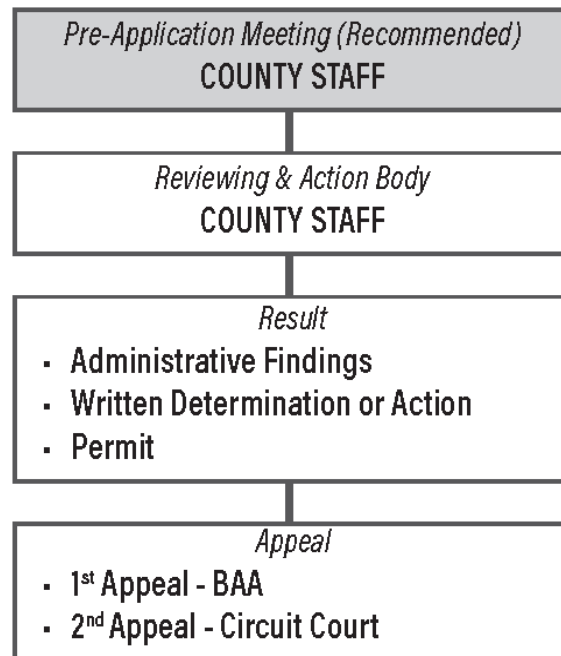 Pre-Application Meeting (Recommended)
COUNTY STAFF
Reviewing & Action Body
COUNTY STAFF
Result
▪ Administrative Findings
▪ Written Determination or Action
▪ Permit
Appeal
▪ 1st Appeal - BAA
▪ 2nd Appeal - Circuit Court